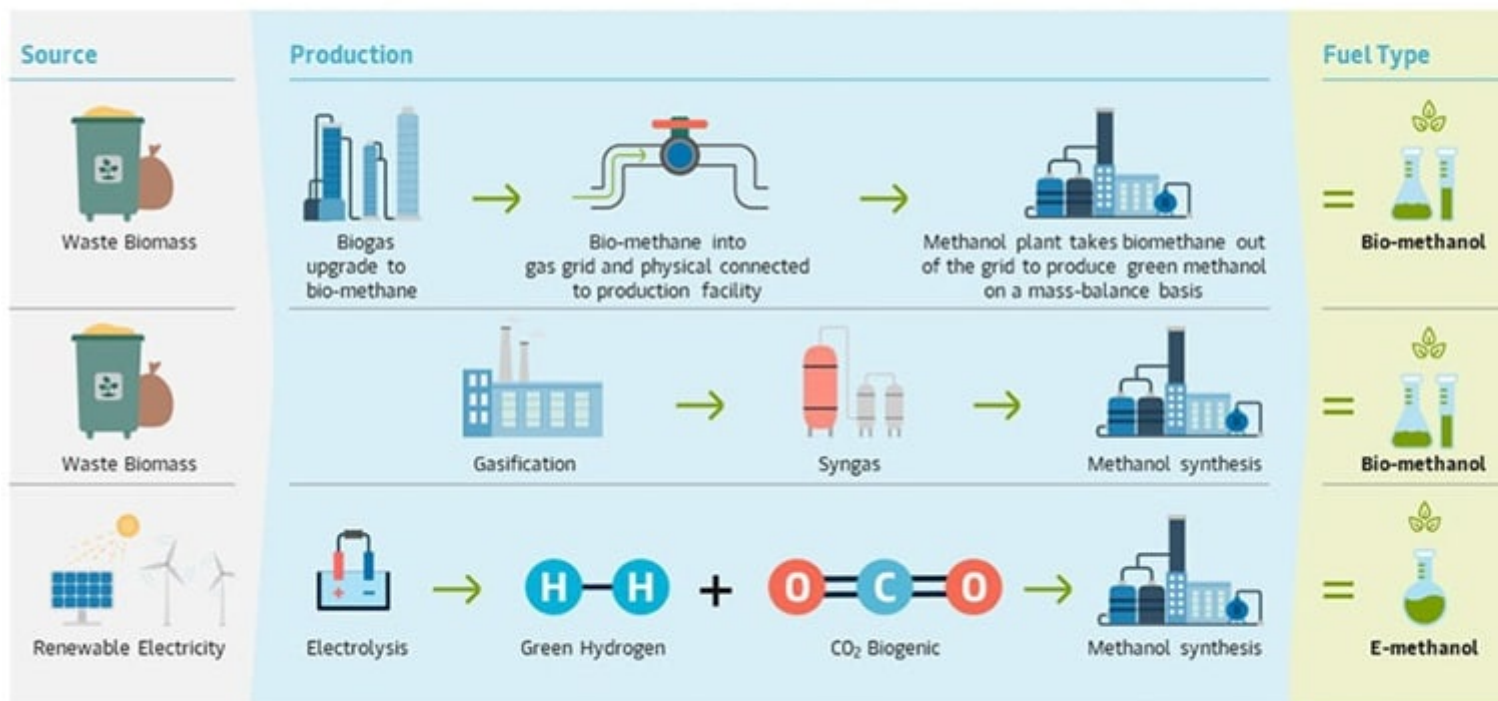 Source
Production
Fuel Type
Waste Biomass
Biogas
upgrade to
bio-methane
Bio-methane into
gas grid and physical connected
to production facility
Methanol plant takes biomethane out
of the grid to produce green methanol
on a mass-balance basis
=
Bio-methanol
Waste Biomass
Gasification
Syngas
Methanol synthesis
=
Bio-methanol
+ −
H H + O C O
=
Renewable Electricity
Electrolysis
Green Hydrogen
CO₂ Biogenic
Methanol synthesis
E-methanol